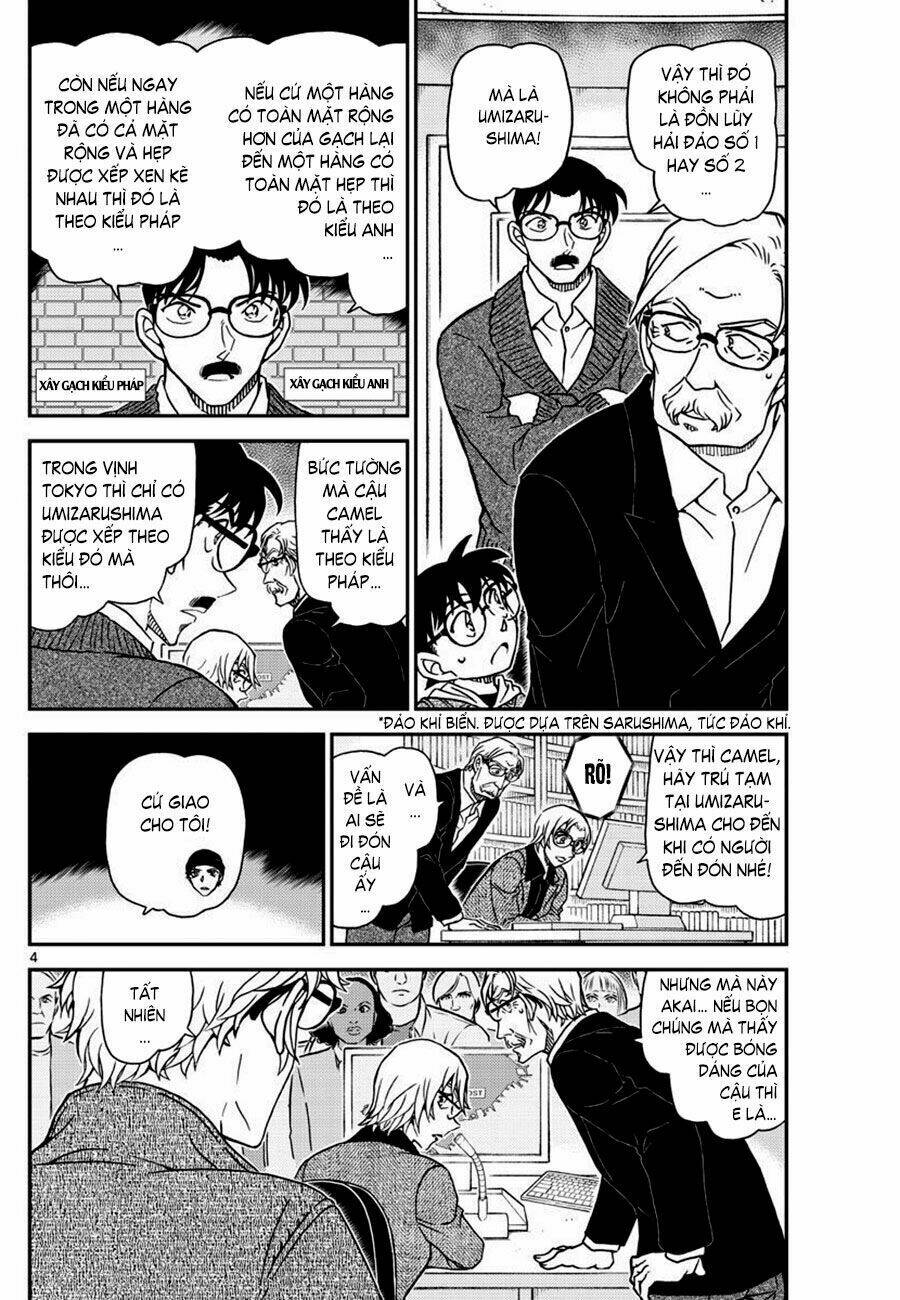 VẬY THÌ ĐÓ
KHÔNG PHẢI
LÀ ĐỒN LŨY
HẢI ĐẢO SỐ 1
HAY SỐ 2
...
MÀ LÀ
UMIZARU-
SHIMA!
NẾU CỨ MỘT HÀNG
CÓ TOÀN MẶT RỘNG
HƠN CỦA GẠCH LẠI
ĐẾN MỘT HÀNG CÓ
TOÀN MẶT HẸP THÌ
ĐÓ LÀ THEO
KIỂU ANH
...
CÒN NẾU NGAY
TRONG MỘT HÀNG
ĐÃ CÓ CẢ MẶT
RỘNG VÀ HẸP
ĐƯỢC XẾP XEN KẼ
NHAU THÌ ĐÓ LÀ
THEO KIỂU PHÁP
...
XÂY GẠCH KIỂU ANH
XÂY GẠCH KIỂU PHÁP
BỨC TƯỜNG
MÀ CẬU
CAMEL
THẤY LÀ
THEO KIỂU
PHÁP...
TRONG VỊNH
TOKYO THÌ CHỈ CÓ
UMIZARUSHIMA
ĐƯỢC XẾP THEO
KIỂU ĐÓ MÀ
THÔI...
*ĐẢO KHỈ BIỂN. ĐƯỢC DỰA TRÊN SARUSHIMA, TỨC ĐẢO KHỈ.
VẬY THÌ CAMEL,
HÃY TRÚ TẠM
TẠI UMIZARU-
SHIMA CHO ĐẾN
KHI CÓ NGƯỜI
ĐẾN ĐÓN NHÉ!
RÕ!
VÀ
...
VẤN
ĐỀ LÀ
AI SẼ
ĐI ĐÓN
CẬU
ẤY
...
CỨ GIAO
CHO TÔI!
4
NHƯNG MÀ NÀY
AKAI... NẾU BỌN
CHÚNG MÀ THẤY
ĐƯỢC BÓNG
DÁNG CỦA
CẬU THÌ
E LÀ...
TẤT
NHIÊN
...